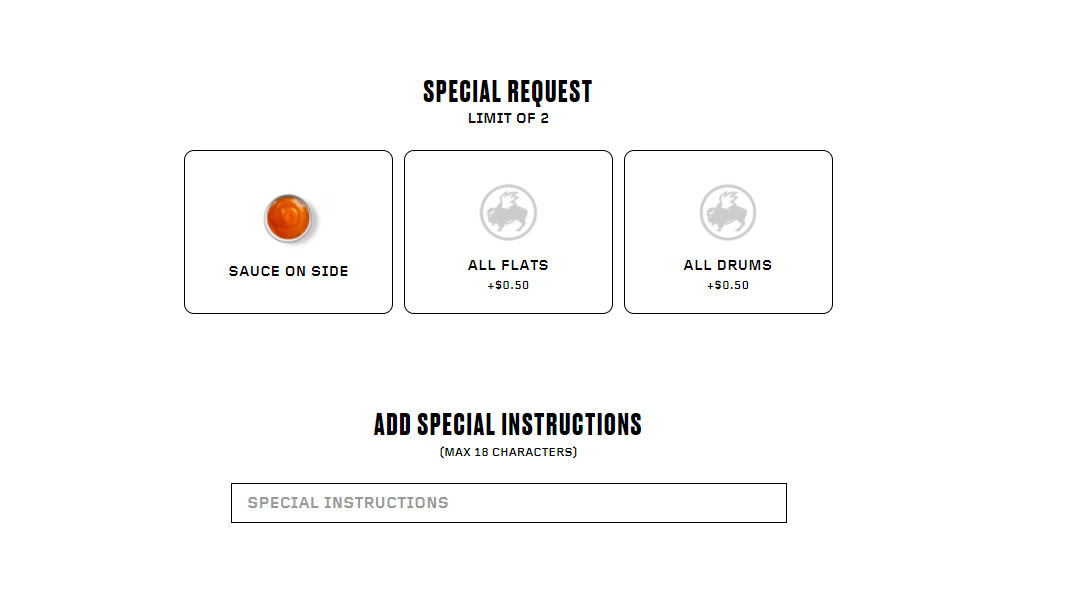 SPECIAL REQUEST
LIMIT OF 2
SAUCE ON SIDE
ALL FLATS
+$0.50
ALL DRUMS
+$0.50
ADD SPECIAL INSTRUCTIONS
(MAX 18 CHARACTERS)
SPECIAL INSTRUCTIONS